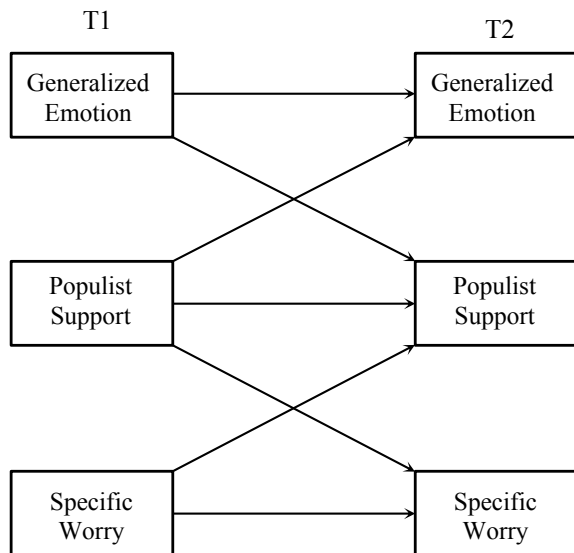 T1
T2
Generalized
Emotion
Generalized
Emotion
Populist
Support
Populist
Support
Specific
Worry
Specific
Worry